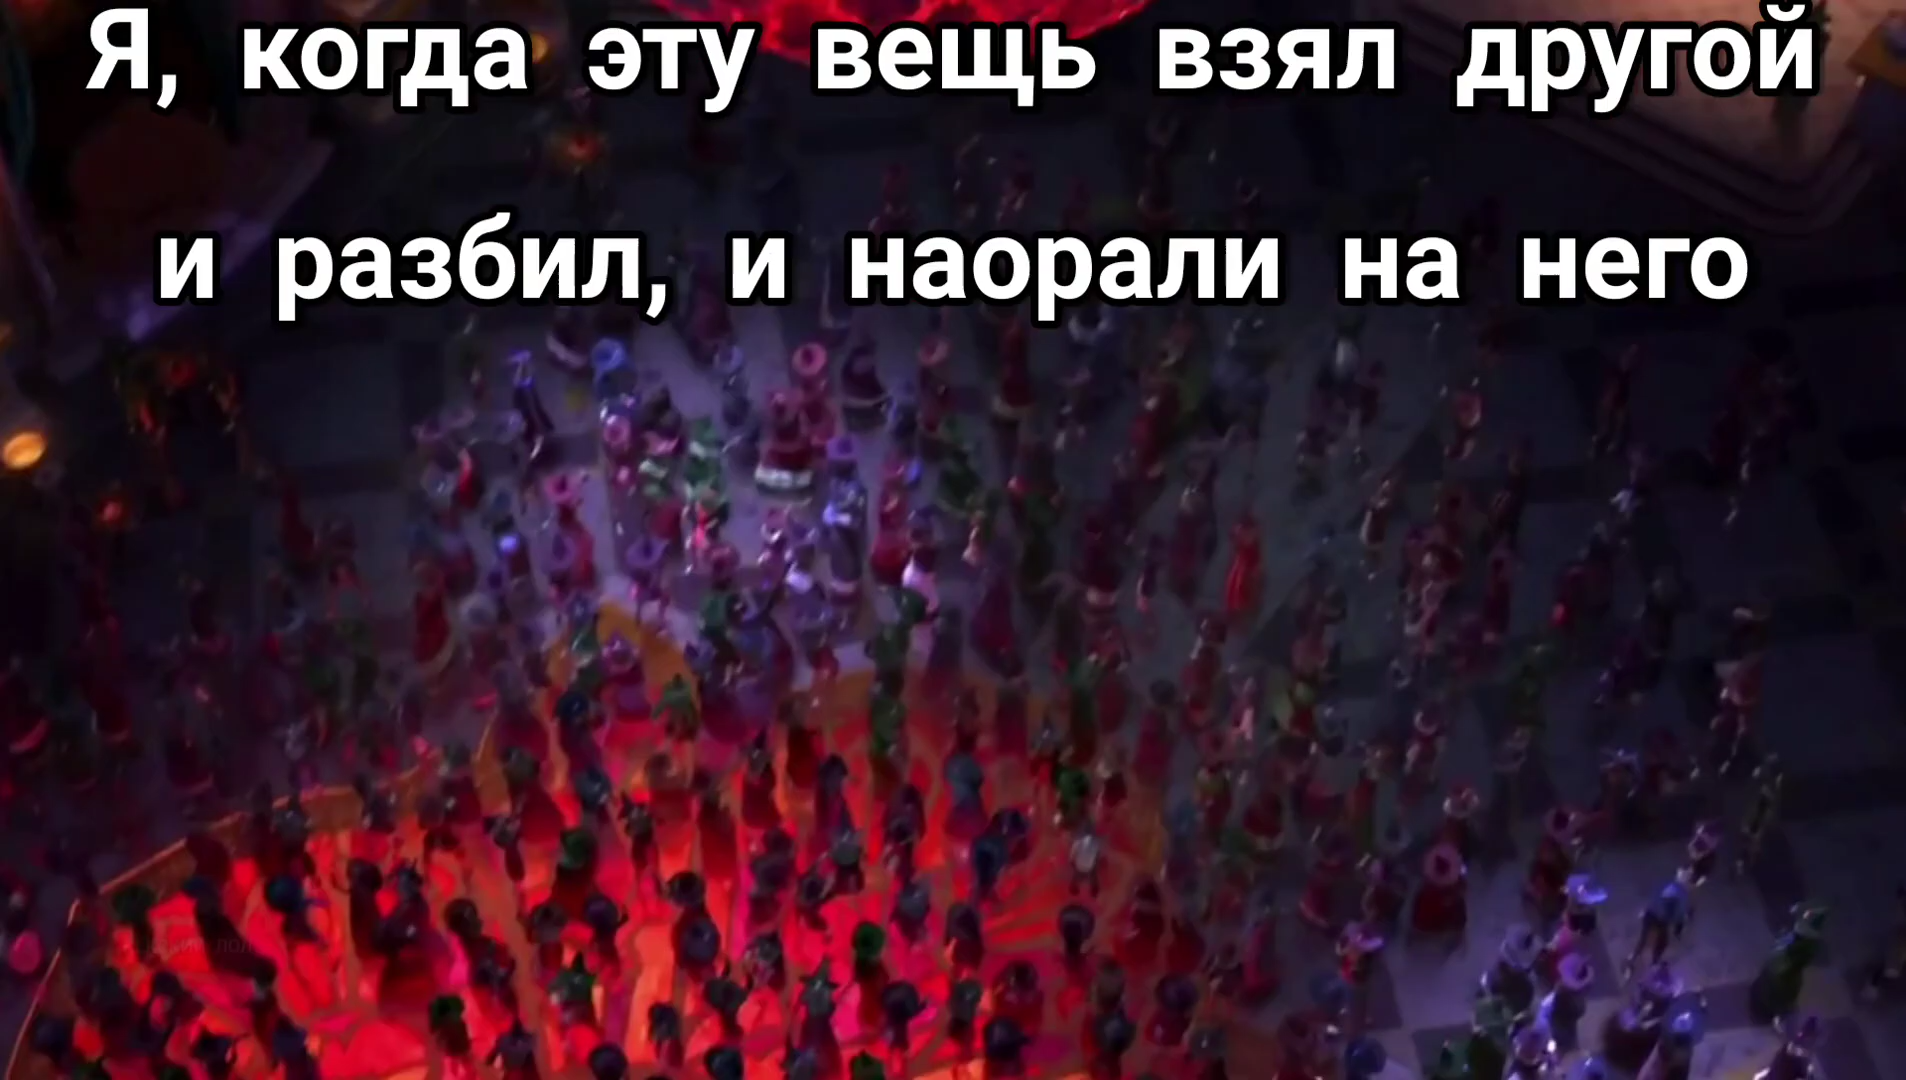 Я, когда эту вещь взял другой
и разбил, и наорали на него